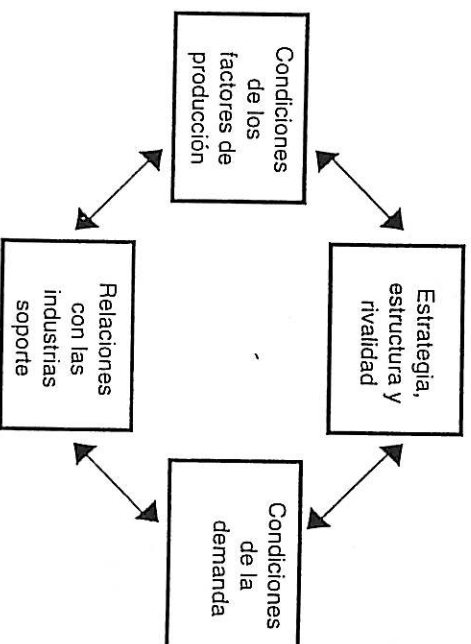 Estrategia,
estructura y
rivalidad
Condiciones
de los
factores de
producción
Condiciones
de la
demanda
Relaciones
con las
industrias
soporte